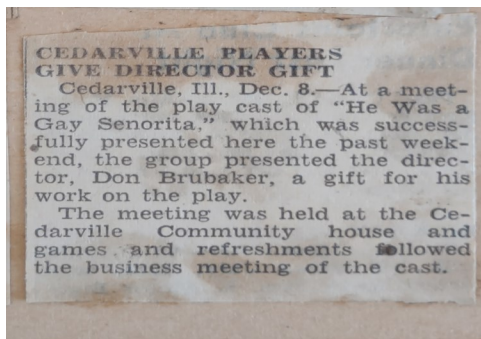 CEDARVILLE PLAYERS
GIVE DIRECTOR GIFT
Cedarville, Ill., Dec. 8.—At a meet-
ing of the play cast of "He Was a
Gay Senorita," which was success-
fully presented here the past week-
end, the group presented the direc-
tor, Don Brubaker, a gift for his
work on the play.
The meeting was held at the Ce-
darville Community house and
games and refreshments followed
the business meeting of the cast.